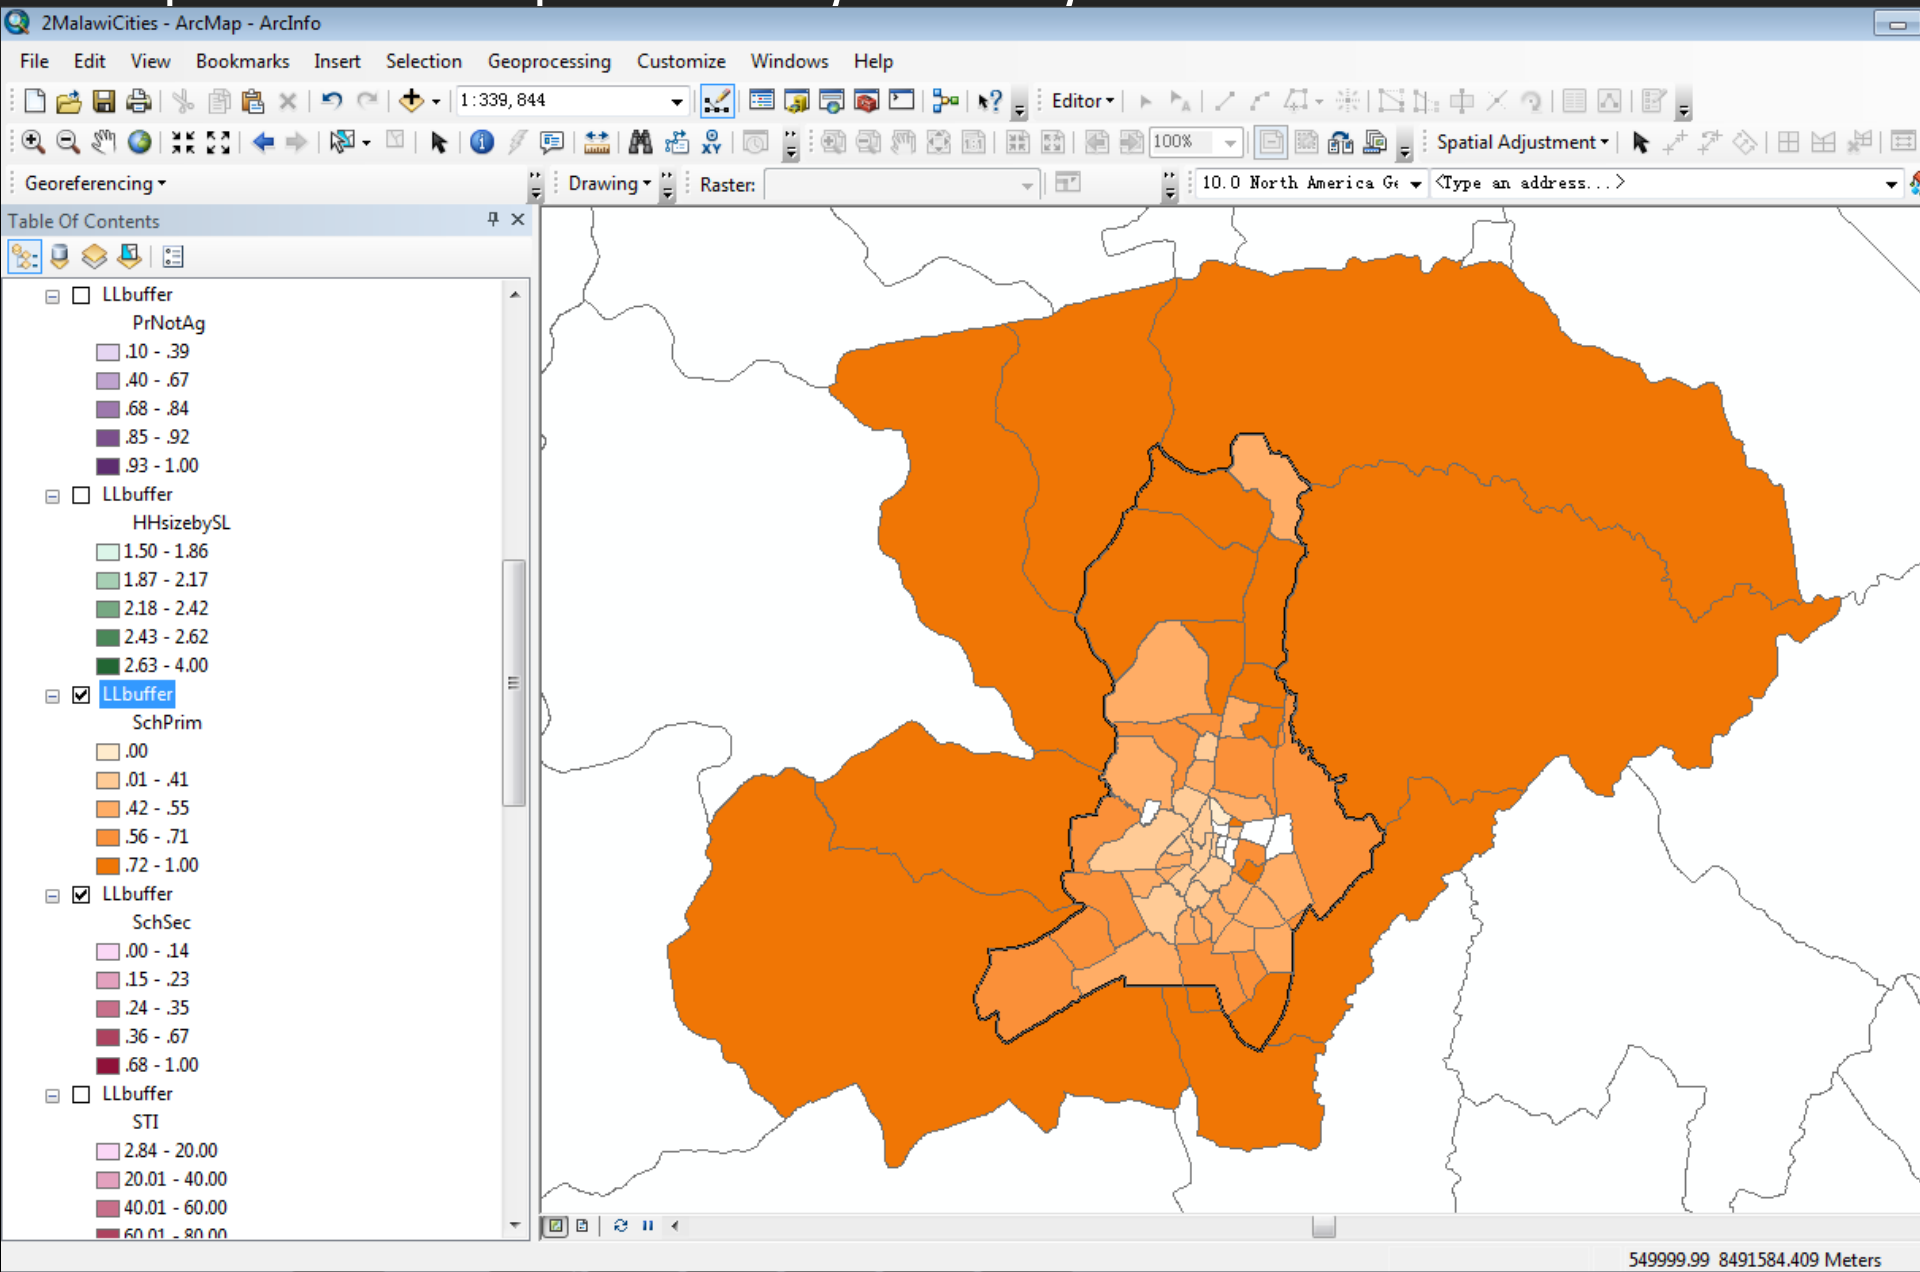 2MalawiCities - ArcMap - ArcInfo
File Edit View Bookmarks Insert Selection Geoprocessing Customize Windows Help
1:339,844 Editor
100% Spatial Adjustment
Georeferencing Drawing Raster: 10.0 North America Ge <Type an address...>
Table Of Contents
LLbuffer
PrNotAg
.10 - .39
.40 - .67
.68 - .84
.85 - .92
.93 - 1.00
LLbuffer
HHsizebySL
1.50 - 1.86
1.87 - 2.17
2.18 - 2.42
2.43 - 2.62
2.63 - 4.00
LLbuffer
SchPrim
.00
.01 - .41
.42 - .55
.56 - .71
.72 - 1.00
LLbuffer
SchSec
.00 - .14
.15 - .23
.24 - .35
.36 - .67
.68 - 1.00
LLbuffer
STI
2.84 - 20.00
20.01 - 40.00
40.01 - 60.00
60.01 - 80.00
549999.99 8491584.409 Meters